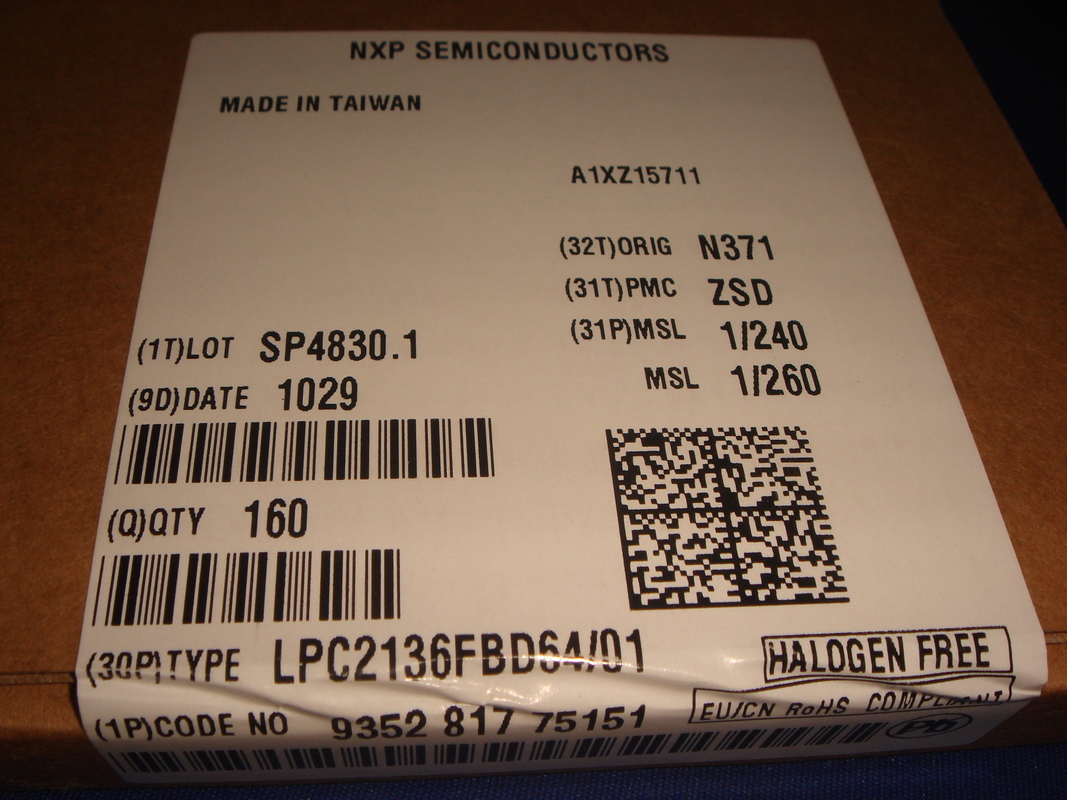 NXP SEMICONDUCTORS
MADE IN TAIWAN
A1XZ15711
(32T)ORIG N371
(31T)PMC ZSD
(31P)MSL 1/240
MSL 1/260
(1T)LOT SP4830.1
(9D)DATE 1029
(Q)QTY 160
(30P)TYPE LPC2136FBD64/01
HALOGEN FREE
(1P)CODE NO 9352 817 75151
EU/CN RoHS COMPLIANT
Pb